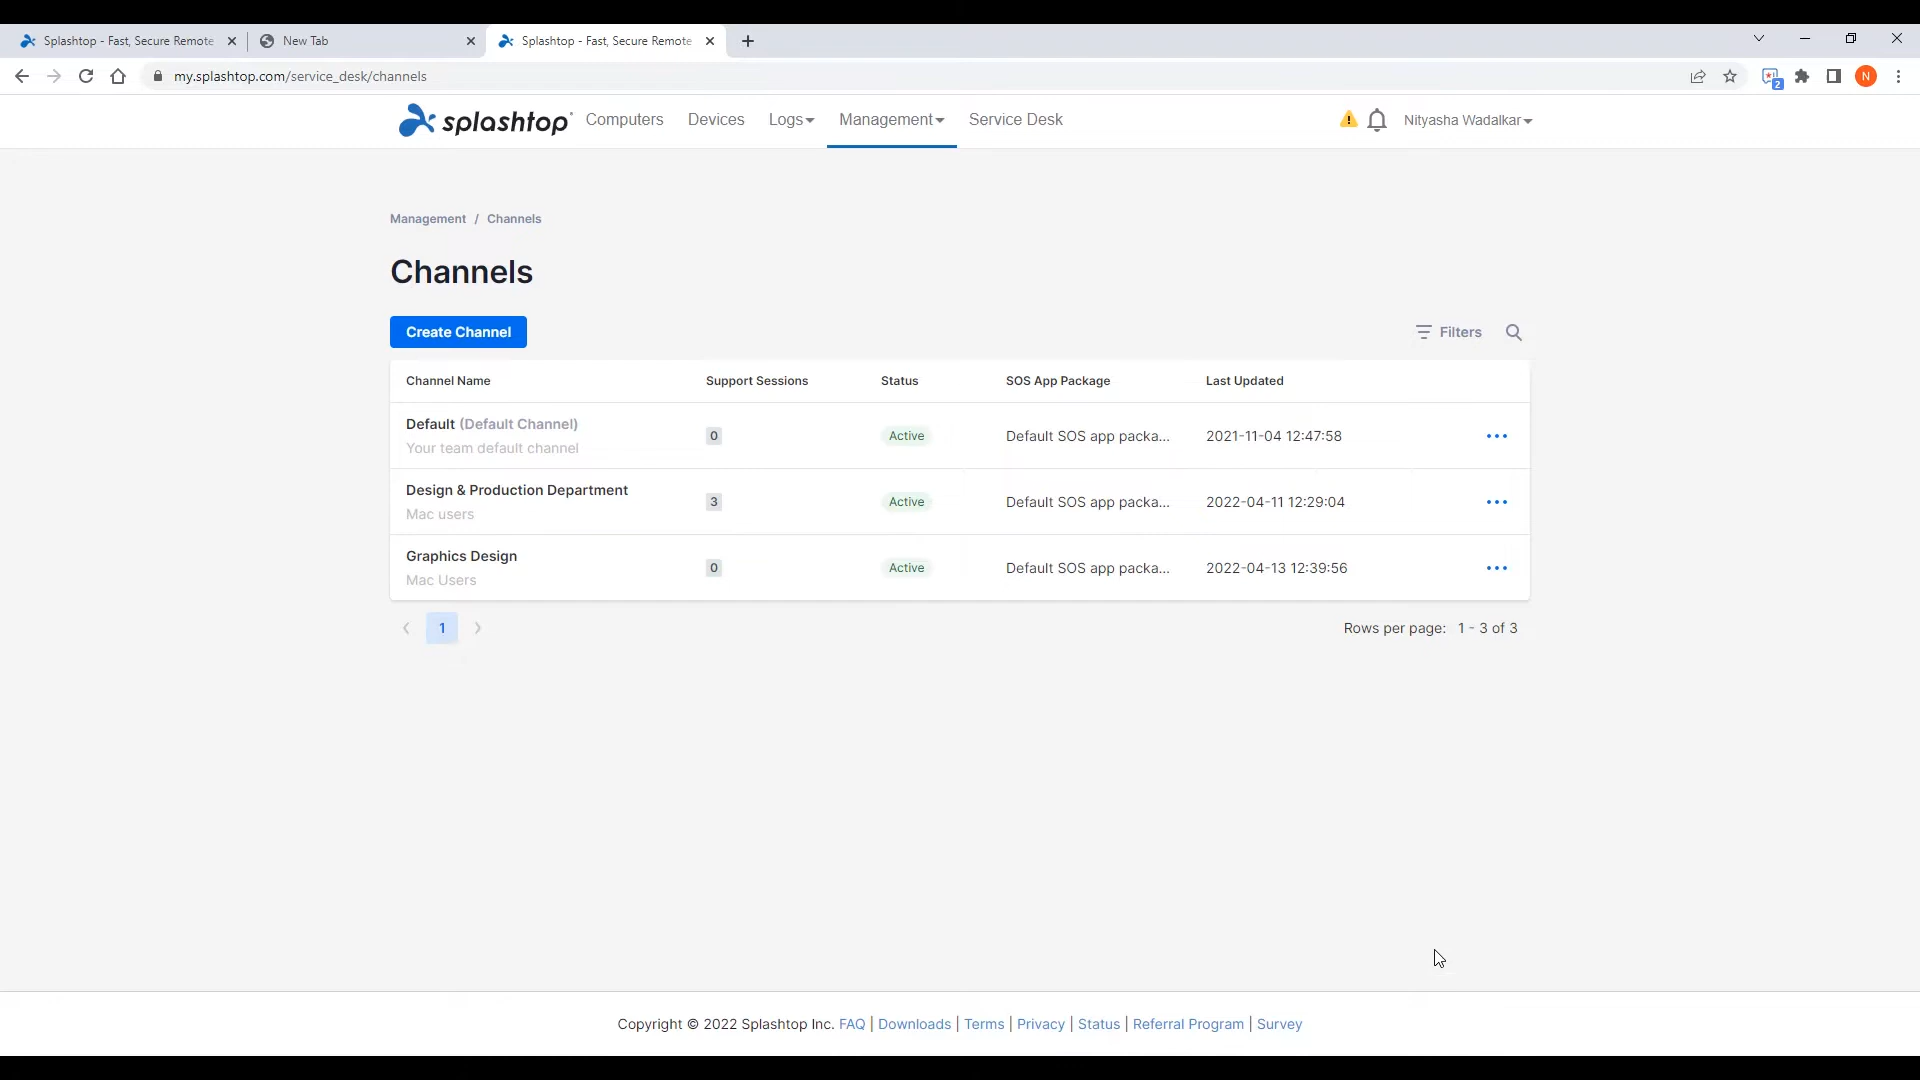 Splashtop - Fast, Secure Remote
New Tab
Splashtop - Fast, Secure Remote
my.splashtop.com/service_desk/channels
2
N
splashtop
Computers
Devices
Logs
Management
Service Desk
Nityasha Wadalkar
Management / Channels
Channels
Create Channel
Filters
Channel Name Support Sessions Status SOS App Package Last Updated
Default (Default Channel)
Your team default channel
0
Active
Default SOS app packa...
2021-11-04 12:47:58
Design & Production Department
Mac users
3
Active
Default SOS app packa...
2022-04-11 12:29:04
Graphics Design
Mac Users
0
Active
Default SOS app packa...
2022-04-13 12:39:56
1
Rows per page: 1 - 3 of 3
Copyright © 2022 Splashtop Inc. FAQ | Downloads | Terms | Privacy | Status | Referral Program | Survey